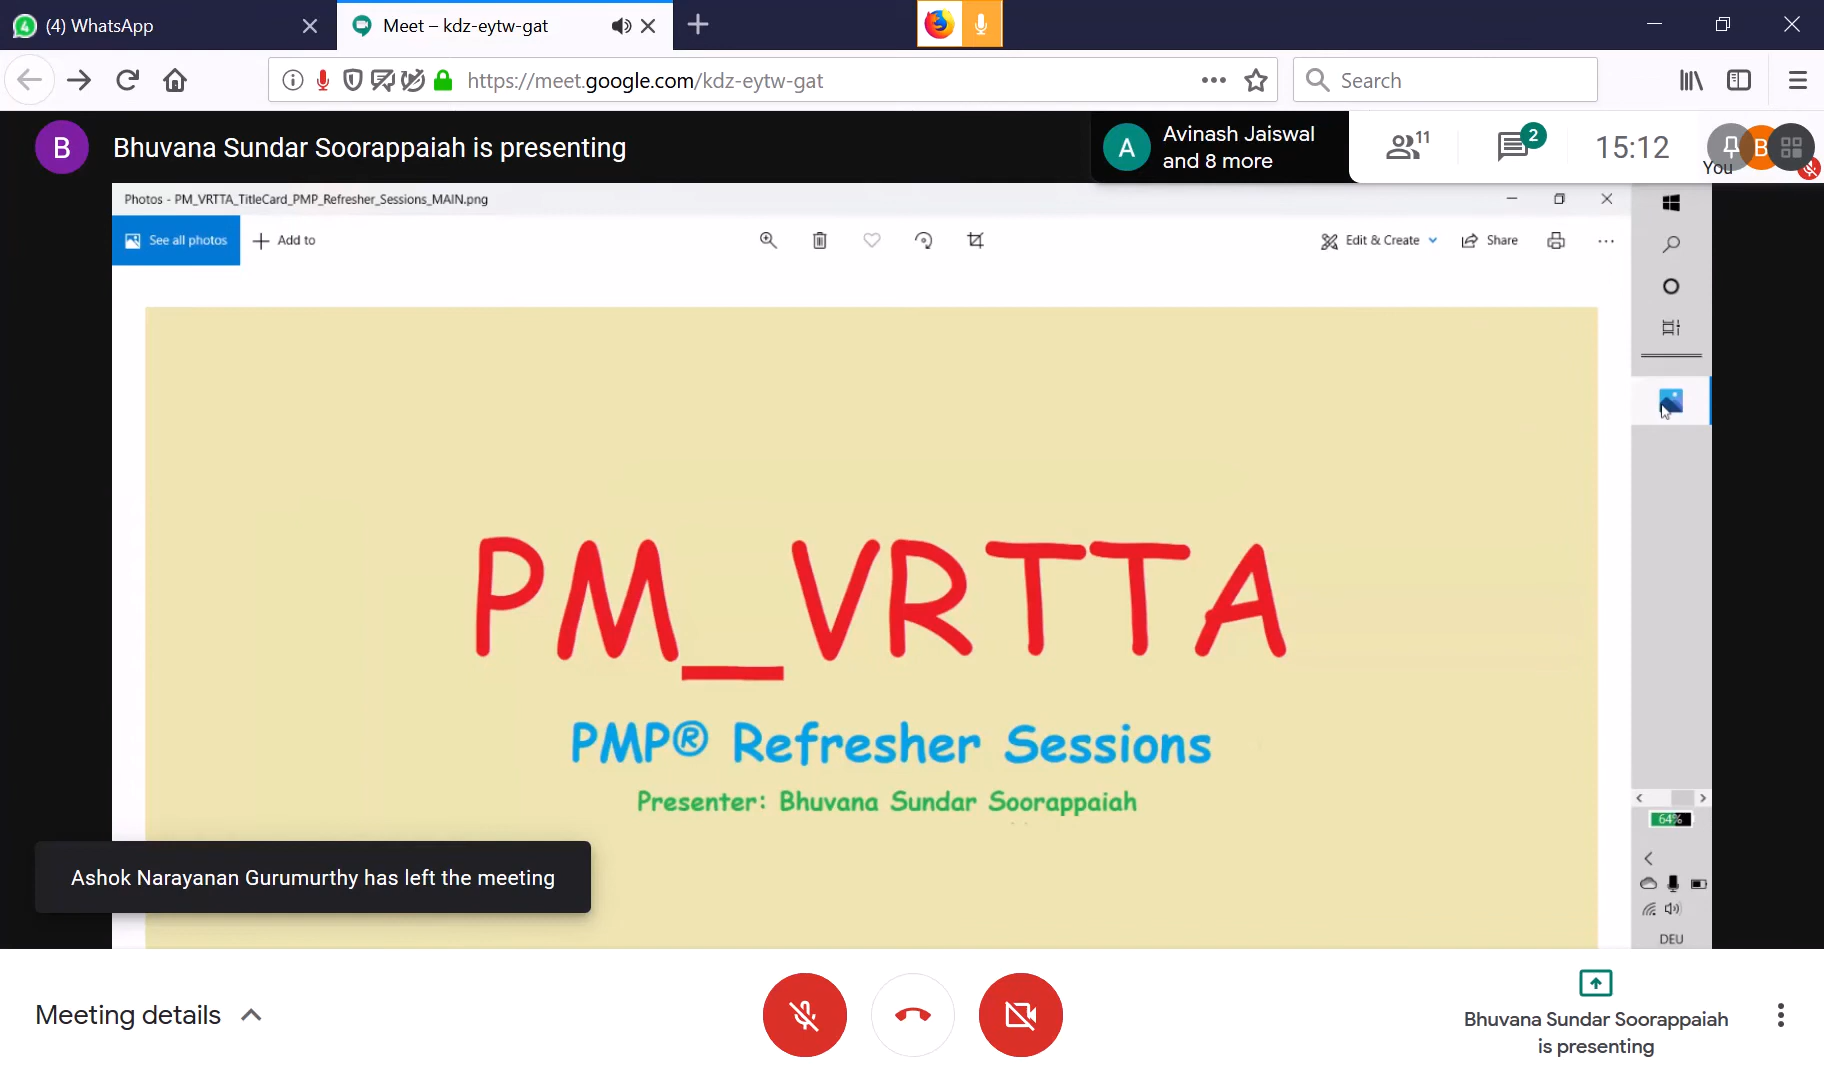 (4) WhatsApp
Meet – kdz-eytw-gat
https://meet.google.com/kdz-eytw-gat
Search
B
Bhuvana Sundar Soorappaiah is presenting
A
Avinash Jaiswal
and 8 more
11
2
15:12
B
You
Photos - PM_VRTTA_TitleCard_PMP_Refresher_Sessions_MAIN.png
See all photos
Add to
Edit & Create
Share
PM_VRTTA
PMP® Refresher Sessions
Presenter: Bhuvana Sundar Soorappaiah
64%
DEU
Ashok Narayanan Gurumurthy has left the meeting
Meeting details
Bhuvana Sundar Soorappaiah
is presenting